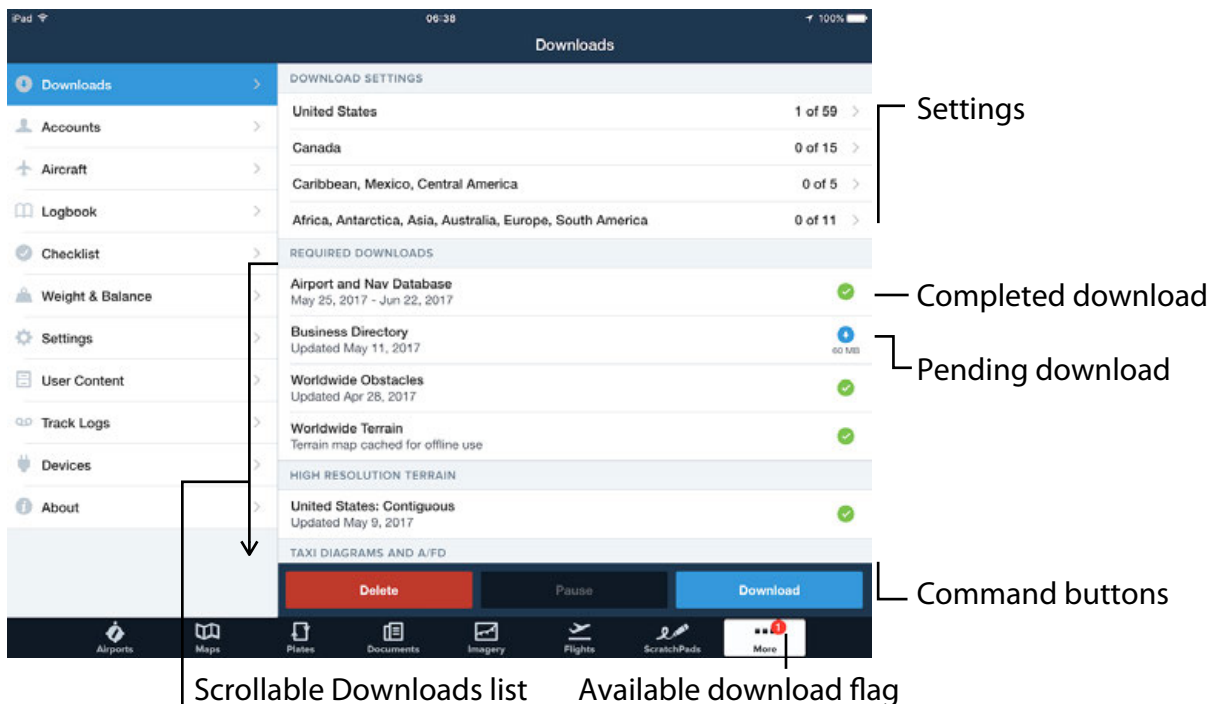 iPad 06:38 100%
Downloads
Downloads
Accounts
Aircraft
Logbook
Checklist
Weight & Balance
Settings
User Content
Track Logs
Devices
About
DOWNLOAD SETTINGS
United States 1 of 59
Canada 0 of 15
Caribbean, Mexico, Central America 0 of 5
Africa, Antarctica, Asia, Australia, Europe, South America 0 of 11
REQUIRED DOWNLOADS
Airport and Nav Database
May 25, 2017 - Jun 22, 2017
Business Directory
Updated May 11, 2017
60 MB
Worldwide Obstacles
Updated Apr 28, 2017
Worldwide Terrain
Terrain map cached for offline use
HIGH RESOLUTION TERRAIN
United States: Contiguous
Updated May 9, 2017
TAXI DIAGRAMS AND A/FD
Delete Pause Download
1
Airports Maps Plates Documents Imagery Flights ScratchPads More
Settings
Completed download
Pending download
Command buttons
Scrollable Downloads list Available download flag